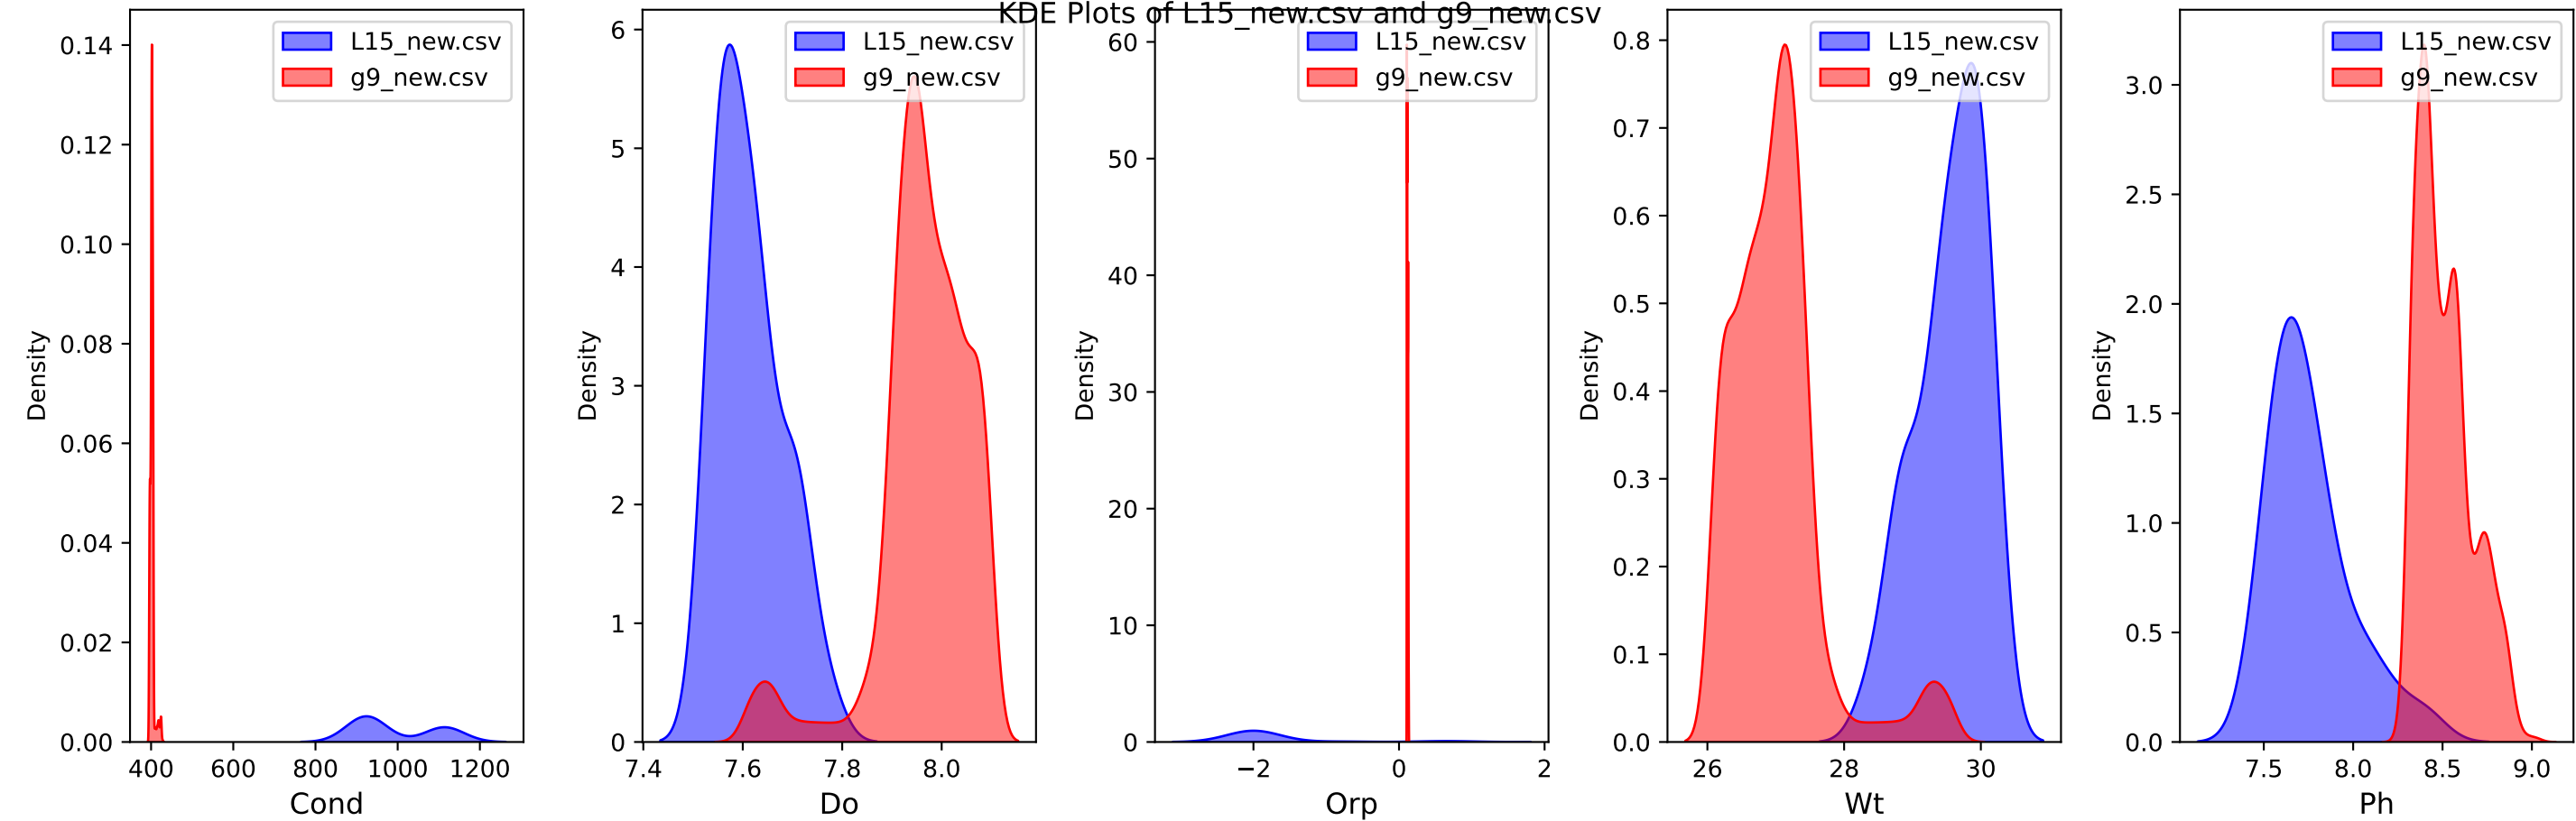 KDE Plots of L15_new.csv and g9_new.csv
L15_new.csv
g9_new.csv
0.14
0.12
0.10
0.08
0.06
0.04
0.02
0.00
Density
400 600 800 1000 1200
Cond
L15_new.csv
g9_new.csv
6
5
4
3
2
1
0
Density
7.4 7.6 7.8 8.0
Do
L15_new.csv
g9_new.csv
60
50
40
30
20
10
0
Density
−2 0 2
Orp
L15_new.csv
g9_new.csv
0.8
0.7
0.6
0.5
0.4
0.3
0.2
0.1
0.0
Density
26 28 30
Wt
L15_new.csv
g9_new.csv
3.0
2.5
2.0
1.5
1.0
0.5
0.0
Density
7.5 8.0 8.5 9.0
Ph